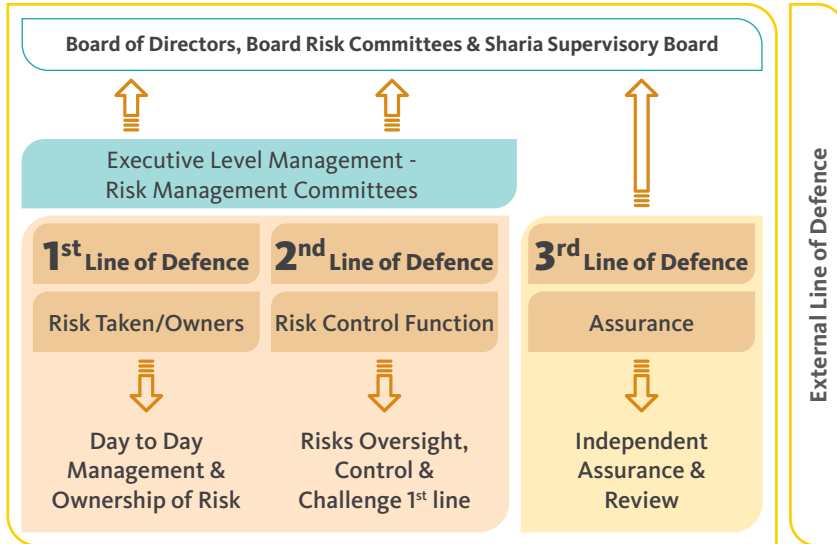 Board of Directors, Board Risk Committees & Sharia Supervisory Board
Executive Level Management -
Risk Management Committees
1st Line of Defence
Risk Taken/Owners
Day to Day
Management &
Ownership of Risk
2nd Line of Defence
Risk Control Function
Risks Oversight,
Control &
Challenge 1st line
3rd Line of Defence
Assurance
Independent
Assurance &
Review
External Line of Defence